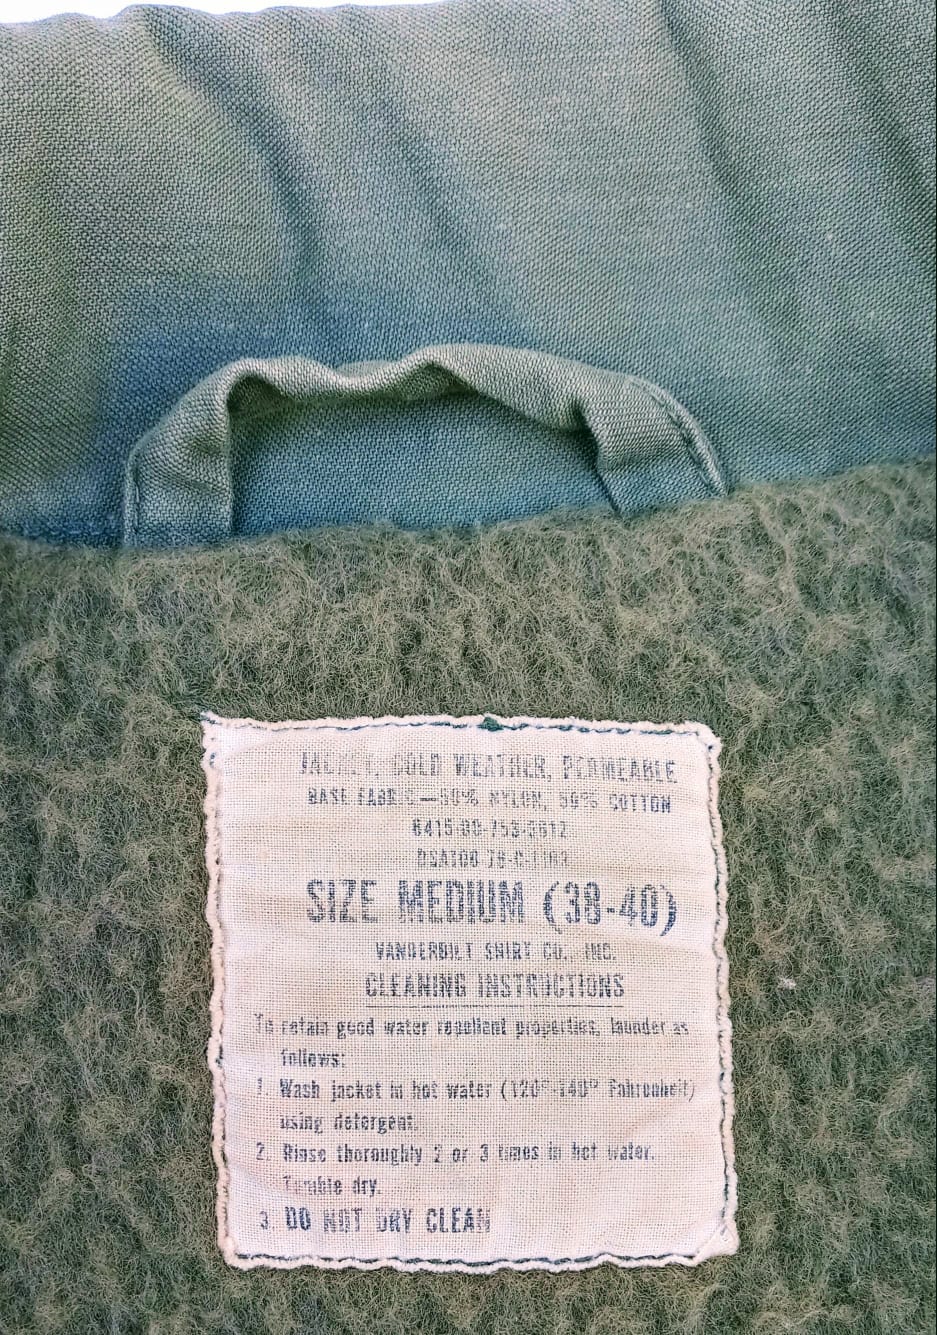 JACKET, COLD WEATHER, PERMEABLE
BASE FABRIC—50% NYLON, 50% COTTON
SIZE MEDIUM (38-40)
VANDERBILT SHIRT CO., INC.
CLEANING INSTRUCTIONS
To retain good water repellent properties, launder as
follows:
1. Wash jacket in hot water (120°-140° Fahrenheit)
using detergent.
2. Rinse thoroughly 2 or 3 times in hot water.
Tumble dry.
3. DO NOT DRY CLEAN